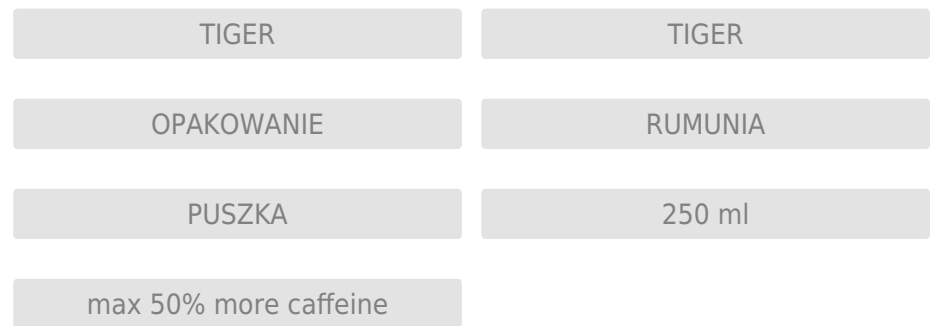 TIGER
TIGER
OPAKOWANIE
RUMUNIA
PUSZKA
250 ml
max 50% more caffeine